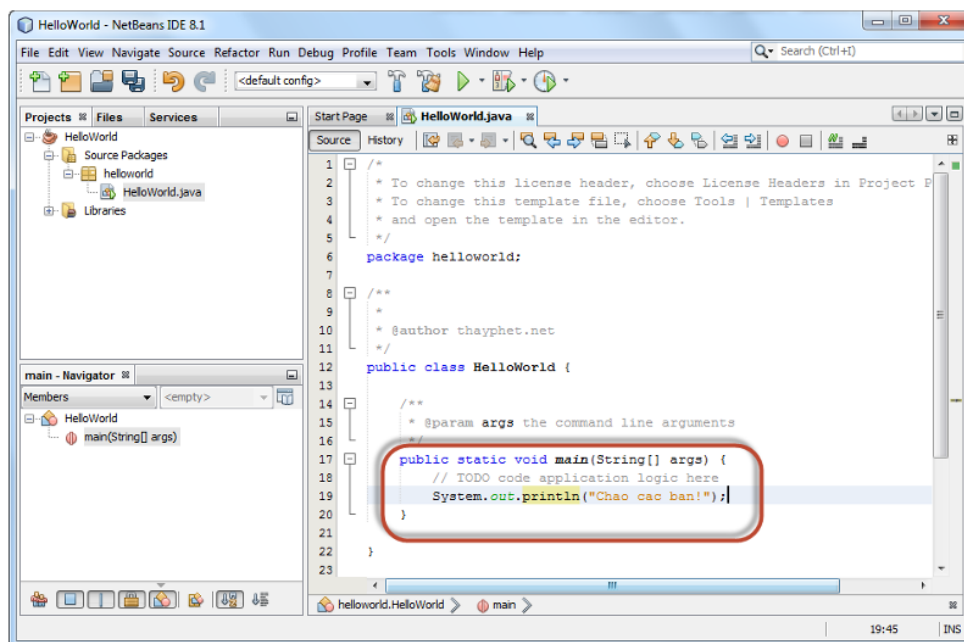 HelloWorld - NetBeans IDE 8.1
File Edit View Navigate Source Refactor Run Debug Profile Team Tools Window Help
Search (Ctrl+I)
<default config>
Projects Files Services
HelloWorld
Source Packages
helloworld
HelloWorld.java
Libraries
main - Navigator
Members <empty>
HelloWorld
main(String[] args)
Start Page HelloWorld.java
Source History
1 /*
2 * To change this license header, choose License Headers in Project P
3 * To change this template file, choose Tools | Templates
4 * and open the template in the editor.
5 */
6 package helloworld;
7
8 /**
9 *
10 * @author thayphet.net
11 */
12 public class HelloWorld {
13
14 /**
15 * @param args the command line arguments
16 */
17 public static void main(String[] args) {
18 // TODO code application logic here
19 System.out.println("Chao cac ban!");
20 }
21
22 }
23
helloworld.HelloWorld main
19:45 INS